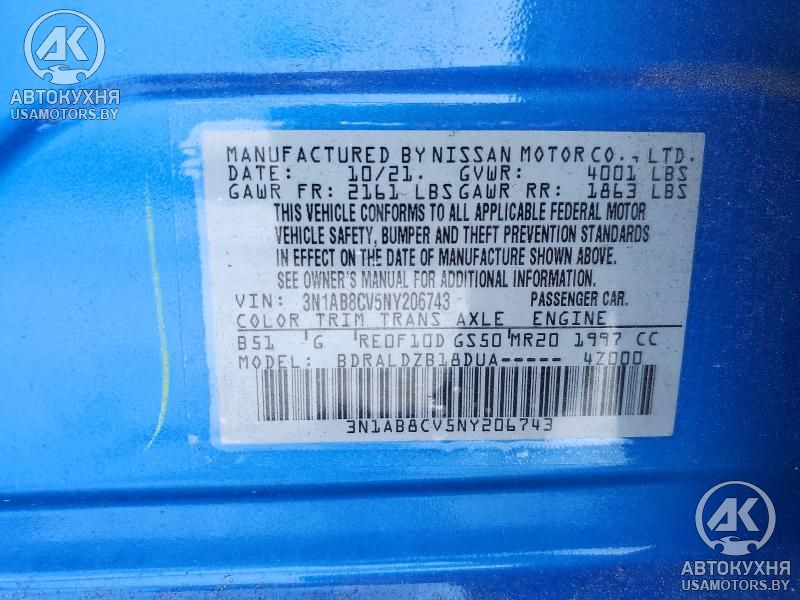 АК
АВТОКУХНЯ
USAMOTORS.BY
MANUFACTURED BY NISSAN MOTOR CO., LTD.
DATE: 10/21. GVWR: 4001 LBS
GAWR FR: 2161 LBS GAWR RR: 1863 LBS
THIS VEHICLE CONFORMS TO ALL APPLICABLE FEDERAL MOTOR
VEHICLE SAFETY, BUMPER AND THEFT PREVENTION STANDARDS
IN EFFECT ON THE DATE OF MANUFACTURE SHOWN ABOVE.
SEE OWNER'S MANUAL FOR ADDITIONAL INFORMATION.
VIN: 3N1AB8CV5NY206743 PASSENGER CAR.
COLOR TRIM TRANS AXLE ENGINE
B51 G RE0F10D GS50 MR20 1997 CC
MODEL: BDRALDZB18DUA----- 4Z000
3N1AB8CV5NY206743
АК
АВТОКУХНЯ
USAMOTORS.BY